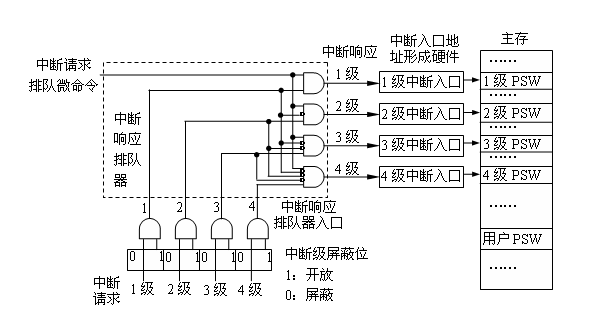 中断请求
排队微命令
中断响应排队器
中断响应
1级
2级
3级
4级
中断入口地
址形成硬件
1级中断入口
2级中断入口
3级中断入口
4级中断入口
主存
……
1级 PSW
……
2级 PSW
……
3级 PSW
……
4级 PSW
……
用户 PSW
……
1 2 3 4
中断响应
排队器入口
0 1 0 1 0 1 0 1
中断
请求
1级 2级 3级 4级
中断级屏蔽位
1：开放
0：屏蔽